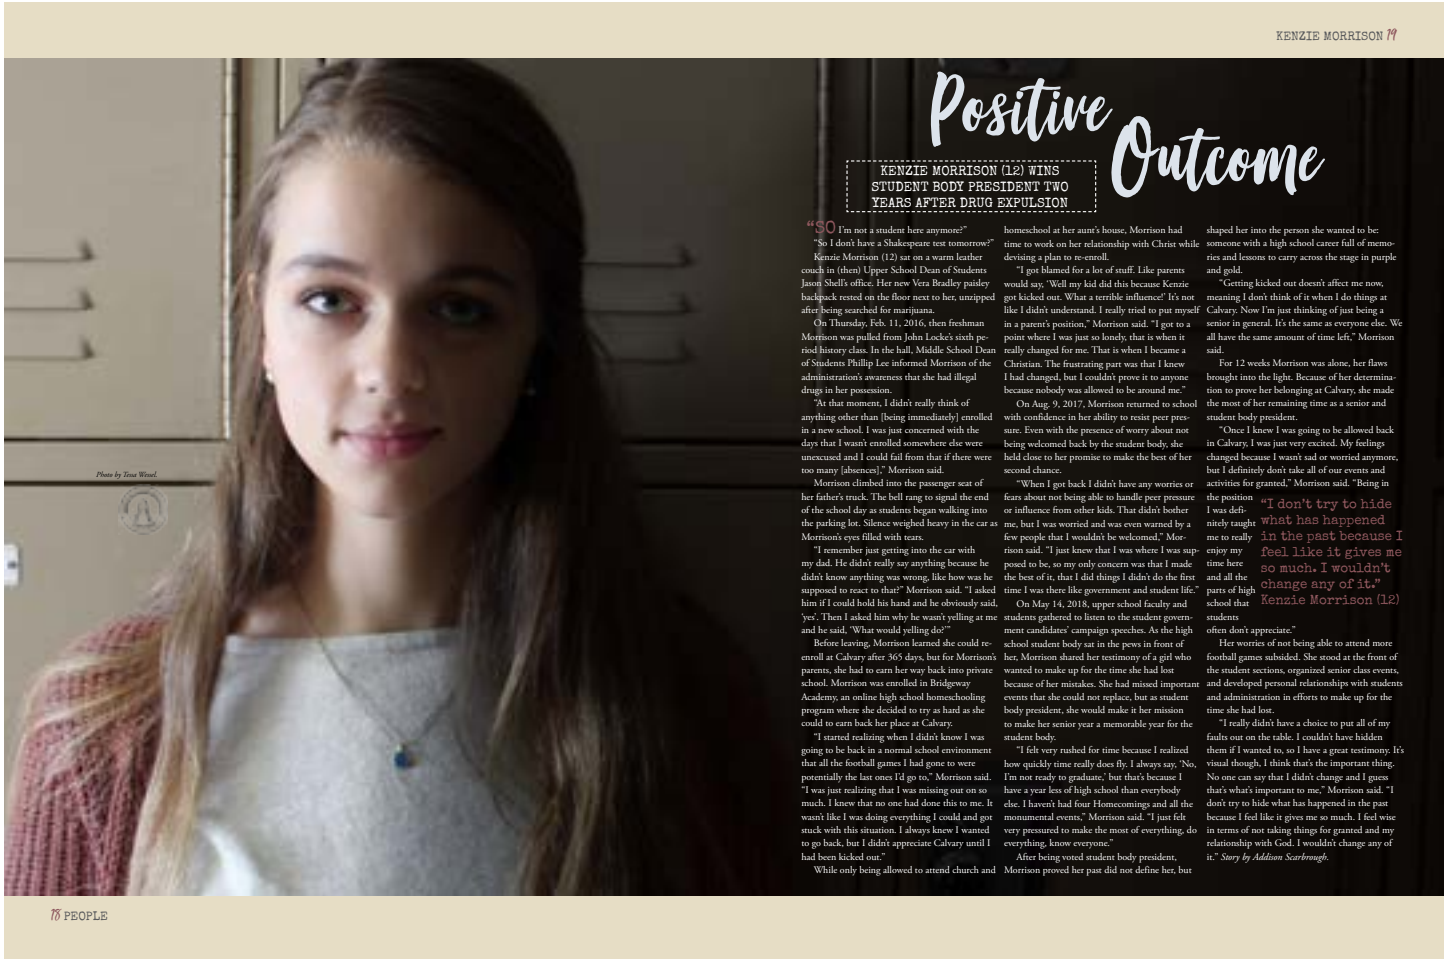 KENZIE MORRISON 19
Positive
Outcome
KENZIE MORRISON (12) WINS
STUDENT BODY PRESIDENT TWO
YEARS AFTER DRUG EXPULSION
“SO I’m not a student here anymore?”
“So I don’t have a Shakespeare test tomorrow?”
Kenzie Morrison (12) sat on a warm leather
couch in (then) Upper School Dean of Students
Jason Shell’s office. Her new Vera Bradley paisley
backpack rested on the floor next to her, unzipped
after being searched for marijuana.
On Thursday, Feb. 11, 2016, then freshman
Morrison was pulled from John Locke’s sixth pe-
riod history class. In the hall, Middle School Dean
of Students Phillip Lee informed Morrison of the
administration’s awareness that she had illegal
drugs in her possession.
“At that moment, I didn’t really think of
anything other than [being immediately] enrolled
in a new school. I was just concerned with the
days that I wasn’t enrolled somewhere else were
unexcused and I could fail from that if there were
too many [absences],” Morrison said.
Morrison climbed into the passenger seat of
her father’s truck. The bell rang to signal the end
of the school day as students began walking into
the parking lot. Silence weighed heavy in the car as
Morrison’s eyes filled with tears.
“I remember just getting into the car with
my dad. He didn’t really say anything because he
didn’t know anything was wrong, like how was he
supposed to react to that?” Morrison said. “I asked
him if I could hold his hand and he obviously said,
‘yes’. Then I asked him why he wasn’t yelling at me
and he said, ‘What would yelling do?’”
Before leaving, Morrison learned she could re-
enroll at Calvary after 365 days, but for Morrison’s
parents, she had to earn her way back into private
school. Morrison was enrolled in Bridgeway
Academy, an online high school homeschooling
program where she decided to try as hard as she
could to earn back her place at Calvary.
“I started realizing when I didn’t know I was
going to be back in a normal school environment
that all the football games I had gone to were
potentially the last ones I’d go to,” Morrison said.
“I was just realizing that I was missing out on so
much. I knew that no one had done this to me. It
wasn’t like I was doing everything I could and got
stuck with this situation. I always knew I wanted
to go back, but I didn’t appreciate Calvary until I
had been kicked out.”
While only being allowed to attend church and
homeschool at her aunt’s house, Morrison had
time to work on her relationship with Christ while
devising a plan to re-enroll.
“I got blamed for a lot of stuff. Like parents
would say, ‘Well my kid did this because Kenzie
got kicked out. What a terrible influence!’ It’s not
like I didn’t understand. I really tried to put myself
in a parent’s position,” Morrison said. “I got to a
point where I was just so lonely, that is when it
really changed for me. That is when I became a
Christian. The frustrating part was that I knew
I had changed, but I couldn’t prove it to anyone
because nobody was allowed to be around me.”
On Aug. 9, 2017, Morrison returned to school
with confidence in her ability to resist peer pres-
sure. Even with the presence of worry about not
being welcomed back by the student body, she
held close to her promise to make the best of her
second chance.
“When I got back I didn’t have any worries or
fears about not being able to handle peer pressure
or influence from other kids. That didn’t bother
me, but I was worried and was even warned by a
few people that I wouldn’t be welcomed,” Mor-
rison said. “I just knew that I was where I was sup-
posed to be, so my only concern was that I made
the best of it, that I did things I didn’t do the first
time I was there like government and student life.”
On May 14, 2018, upper school faculty and
students gathered to listen to the student govern-
ment candidates’ campaign speeches. As the high
school student body sat in the pews in front of
her, Morrison shared her testimony of a girl who
wanted to make up for the time she had lost
because of her mistakes. She had missed important
events that she could not replace, but as student
body president, she would make it her mission
to make her senior year a memorable year for the
student body.
“I felt very rushed for time because I realized
how quickly time really does fly. I always say, ‘No,
I’m not ready to graduate,’ but that’s because I
have a year less of high school than everybody
else. I haven’t had four Homecomings and all the
monumental events,” Morrison said. “I just felt
very pressured to make the most of everything, do
everything, know everyone.”
After being voted student body president,
Morrison proved her past did not define her, but
shaped her into the person she wanted to be:
someone with a high school career full of memo-
ries and lessons to carry across the stage in purple
and gold.
“Getting kicked out doesn’t affect me now,
meaning I don’t think of it when I do things at
Calvary. Now I’m just thinking of just being a
senior in general. It’s the same as everyone else. We
all have the same amount of time left,” Morrison
said.
For 12 weeks Morrison was alone, her flaws
brought into the light. Because of her determina-
tion to prove her belonging at Calvary, she made
the most of her remaining time as a senior and
student body president.
“Once I knew I was going to be allowed back
in Calvary, I was just very excited. My feelings
changed because I wasn’t sad or worried anymore,
but I definitely don’t take all of our events and
activities for granted,” Morrison said. “Being in
the position
I was defi-
nitely taught
me to really
enjoy my
time here
and all the
parts of high
school that
students
often don’t appreciate.”
“I don’t try to hide
what has happened
in the past because I
feel like it gives me
so much. I wouldn’t
change any of it.”
Kenzie Morrison (12)
Her worries of not being able to attend more
football games subsided. She stood at the front of
the student sections, organized senior class events,
and developed personal relationships with students
and administration in efforts to make up for the
time she had lost.
“I really didn’t have a choice to put all of my
faults out on the table. I couldn’t have hidden
them if I wanted to, so I have a great testimony. It’s
visual though, I think that’s the important thing.
No one can say that I didn’t change and I guess
that’s what’s important to me,” Morrison said. “I
don’t try to hide what has happened in the past
because I feel like it gives me so much. I feel wise
in terms of not taking things for granted and my
relationship with God. I wouldn’t change any of
it.” Story by Addison Scarbrough.
Photo by Tessa Wessel.
18 PEOPLE